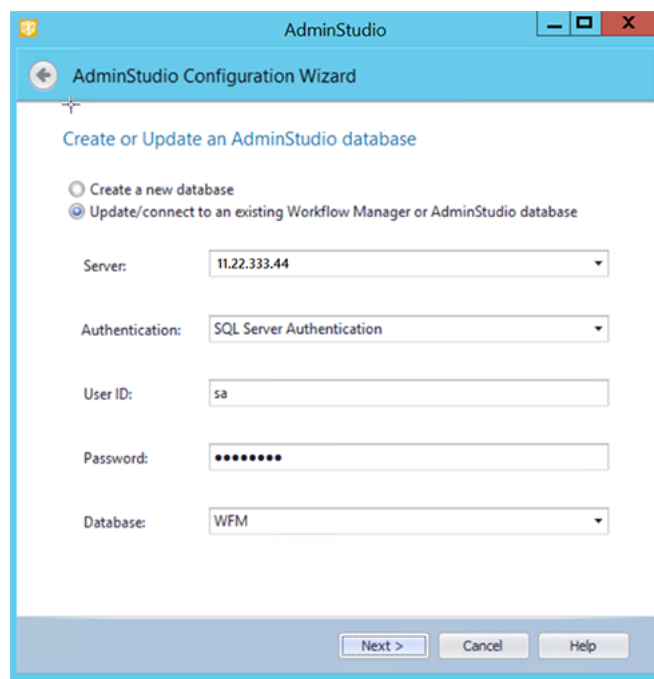 AdminStudio
AdminStudio Configuration Wizard
Create or Update an AdminStudio database
Create a new database
Update/connect to an existing Workflow Manager or AdminStudio database
Server: 11.22.333.44
Authentication: SQL Server Authentication
User ID: sa
Password: ••••••••
Database: WFM
Next > Cancel Help